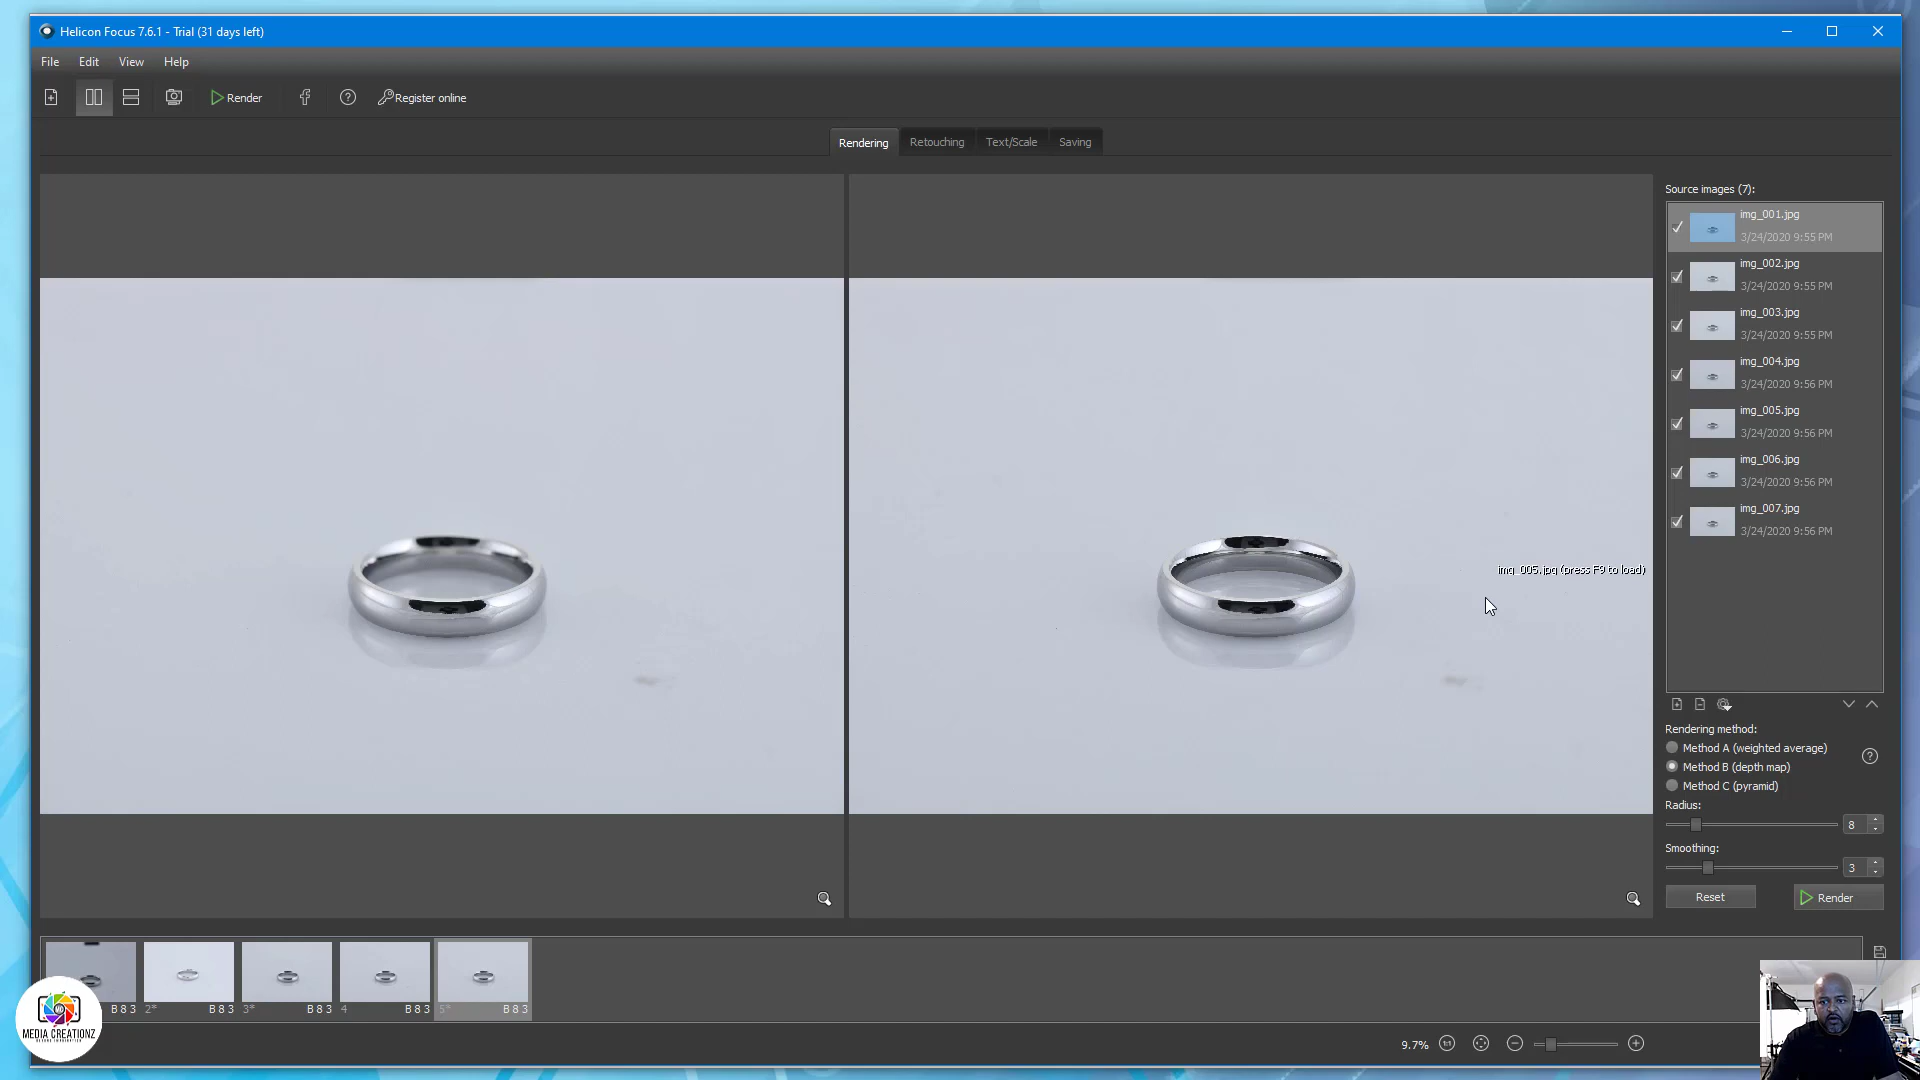 Helicon Focus 7.6.1 - Trial (31 days left)
File Edit View Help
Render Register online
Rendering Retouching Text/Scale Saving
Source images (7):
img_001.jpg
3/24/2020 9:55 PM
img_002.jpg
3/24/2020 9:55 PM
img_003.jpg
3/24/2020 9:55 PM
img_004.jpg
3/24/2020 9:56 PM
img_005.jpg
3/24/2020 9:56 PM
img_006.jpg
3/24/2020 9:56 PM
img_007.jpg
3/24/2020 9:56 PM
img_005.jpg (press F9 to load)
Rendering method:
Method A (weighted average)
Method B (depth map)
Method C (pyramid)
Radius:
8
Smoothing:
3
Reset Render
B 8 3 2* B 8 3 3* B 8 3 4 B 8 3 5* B 8 3
MEDIA CREATIONZ
9.7% 1:1